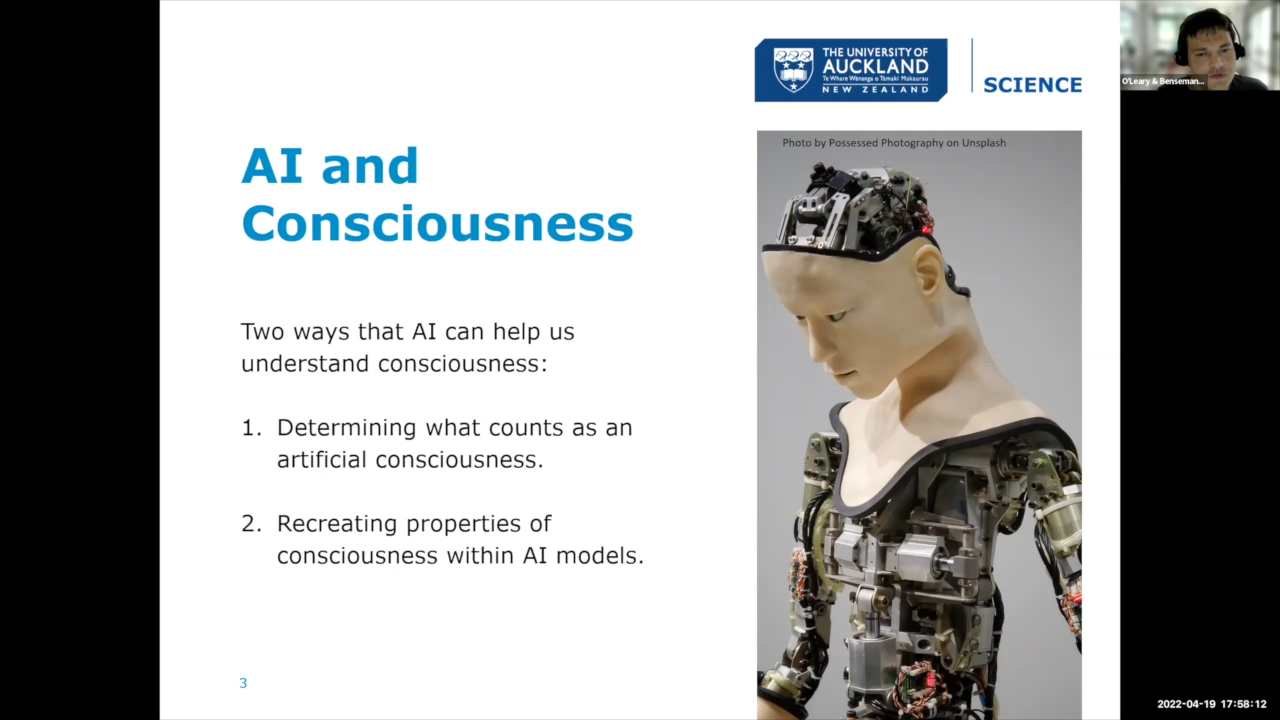 THE UNIVERSITY OF
AUCKLAND
Te Whare Wānanga o Tāmaki Makaurau
NEW ZEALAND
SCIENCE
O'Leary & Benseman...
Photo by Possessed Photography on Unsplash
AI and
Consciousness
Two ways that AI can help us
understand consciousness:
1. Determining what counts as an
artificial consciousness.
2. Recreating properties of
consciousness within AI models.
3
2022-04-19 17:58:12